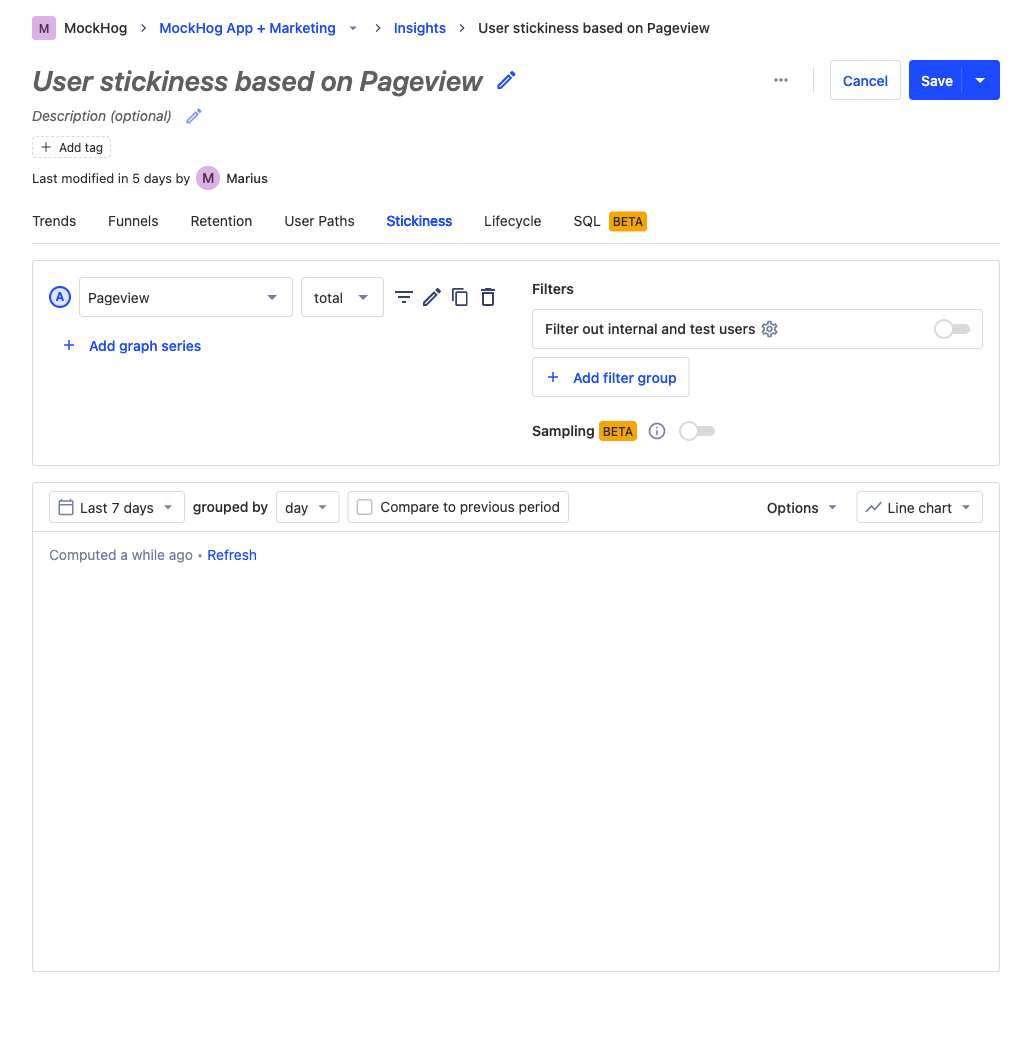 M MockHog > MockHog App + Marketing > Insights > User stickiness based on Pageview
User stickiness based on Pageview
Cancel
Save
Description (optional)
+ Add tag
Last modified in 5 days by M Marius
Trends Funnels Retention User Paths Stickiness Lifecycle SQL BETA
A Pageview total
+ Add graph series
Filters
Filter out internal and test users
+ Add filter group
Sampling BETA
Last 7 days grouped by day Compare to previous period Options Line chart
Computed a while ago • Refresh